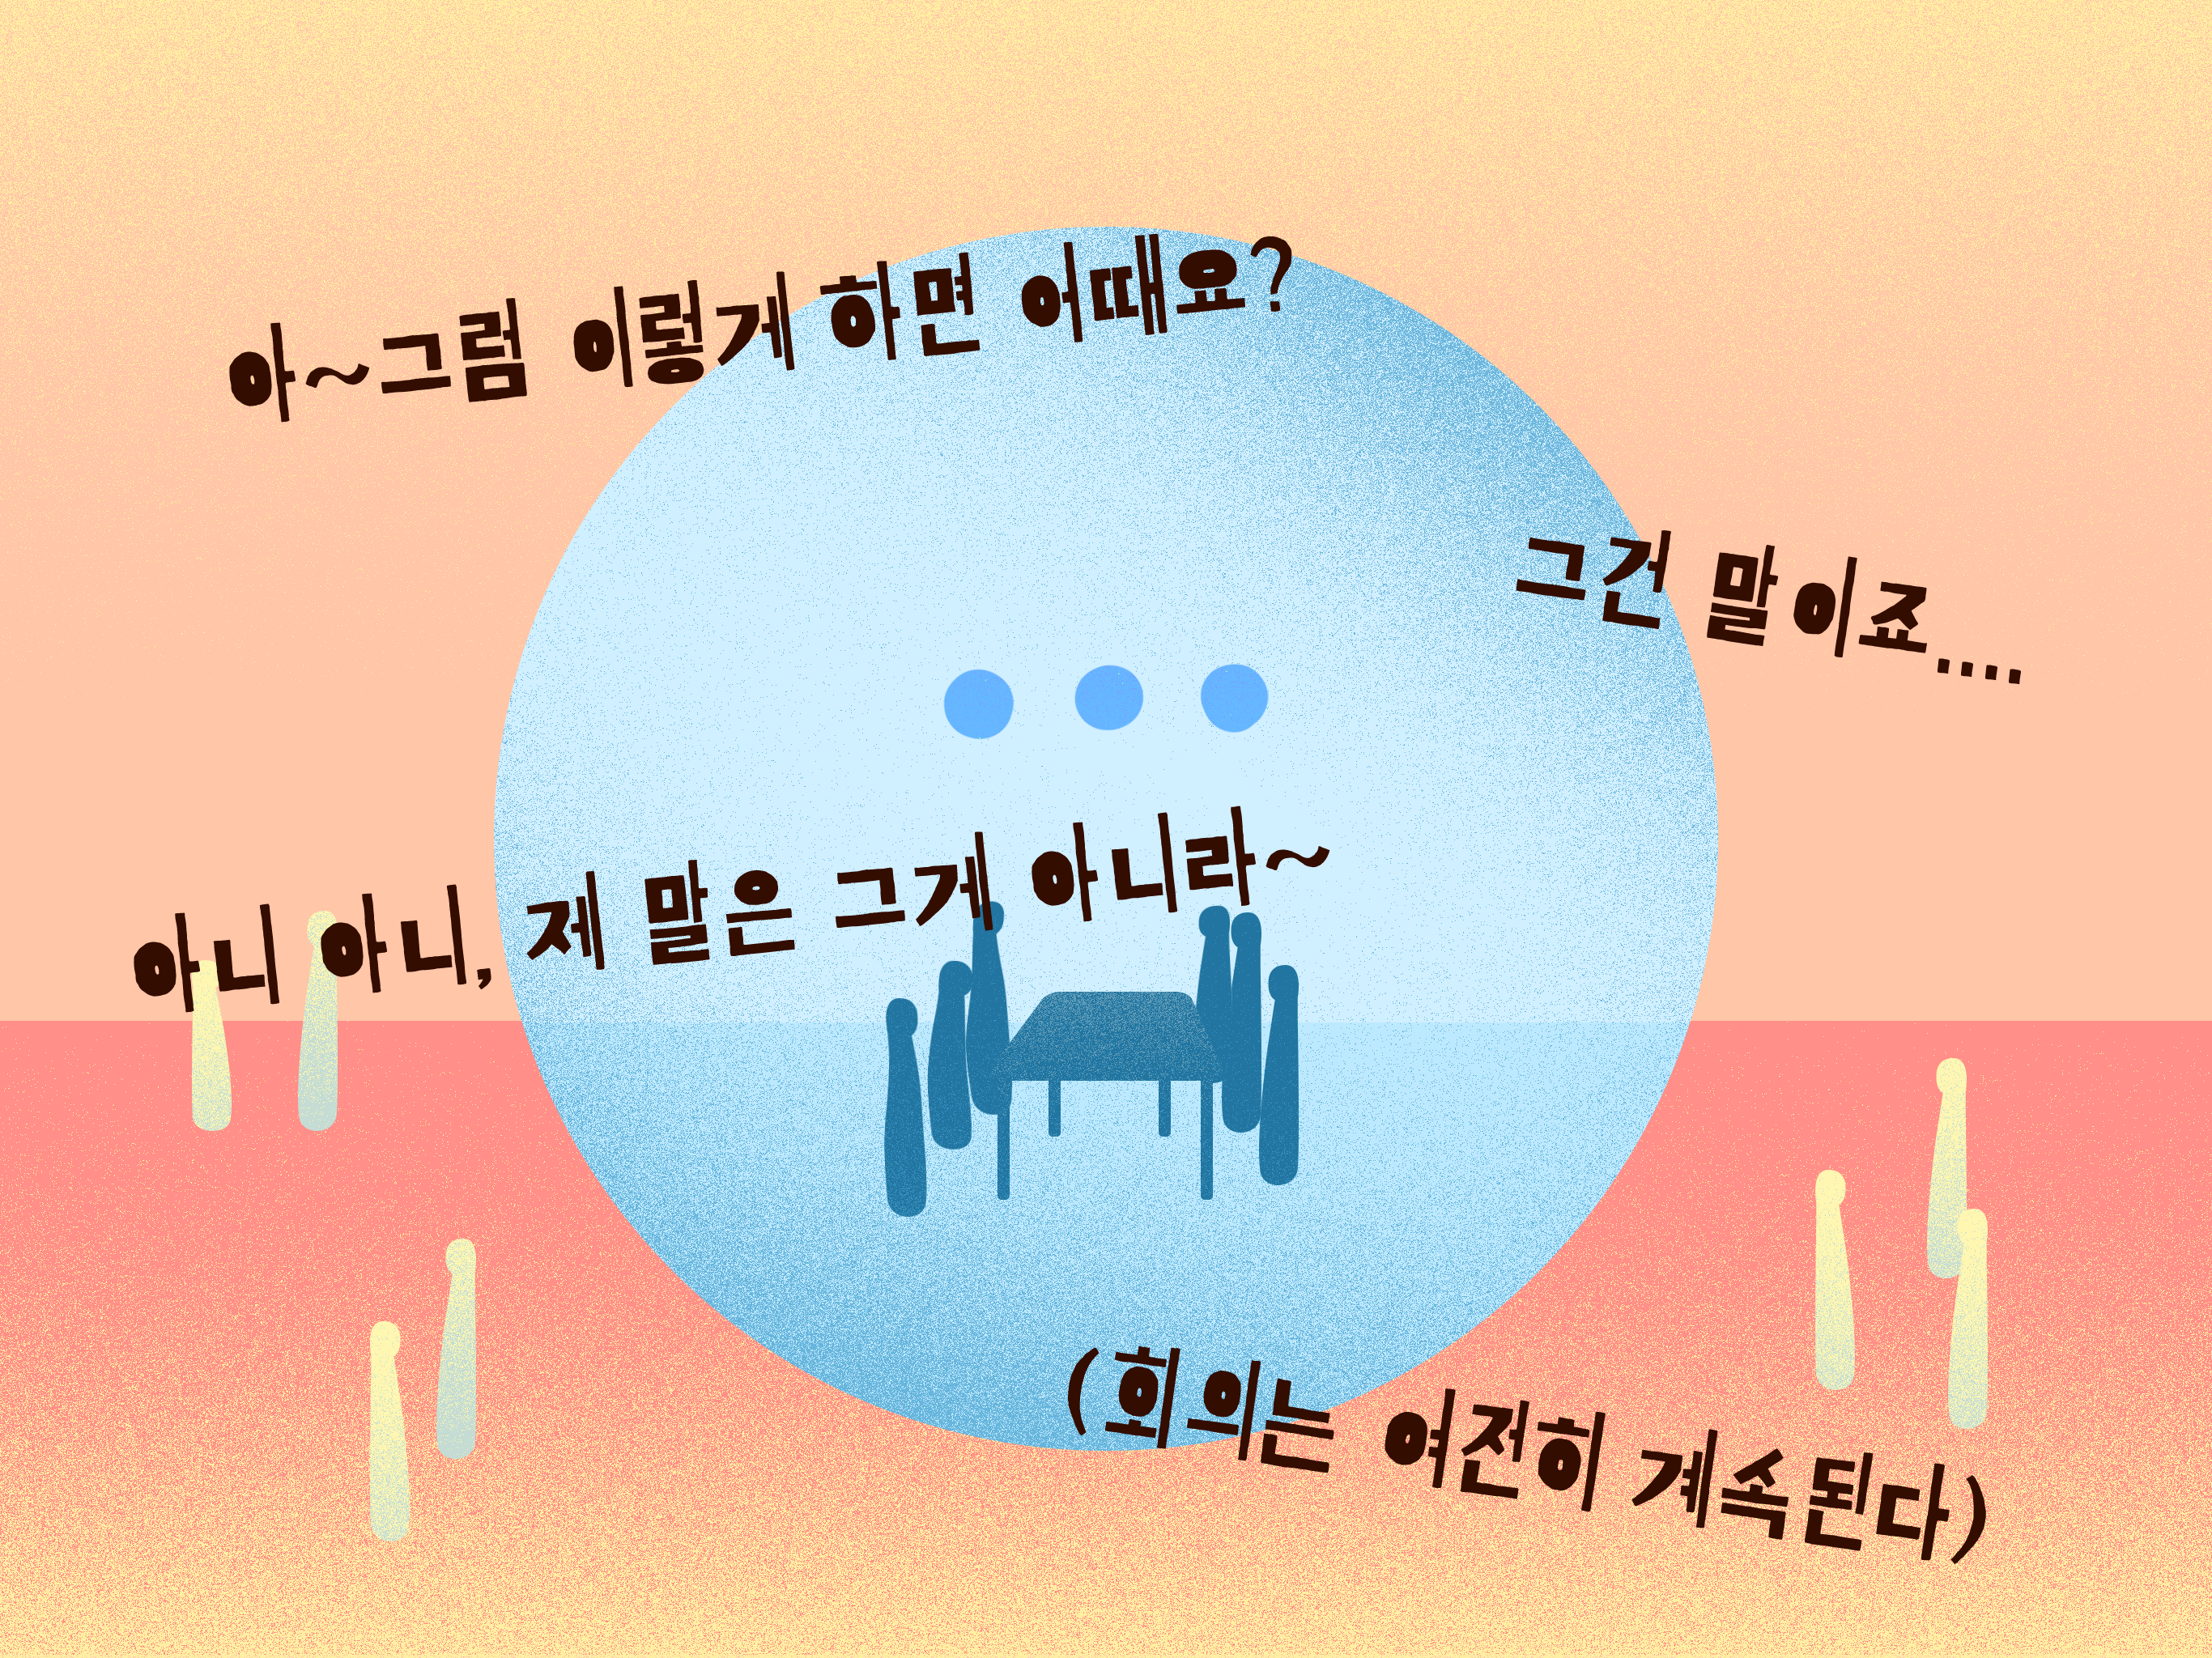 아~그럼 이렇게 하면 어때요?
그건 말이죠....
아니 아니, 제 말은 그게 아니라~
(회의는 여전히 계속된다)